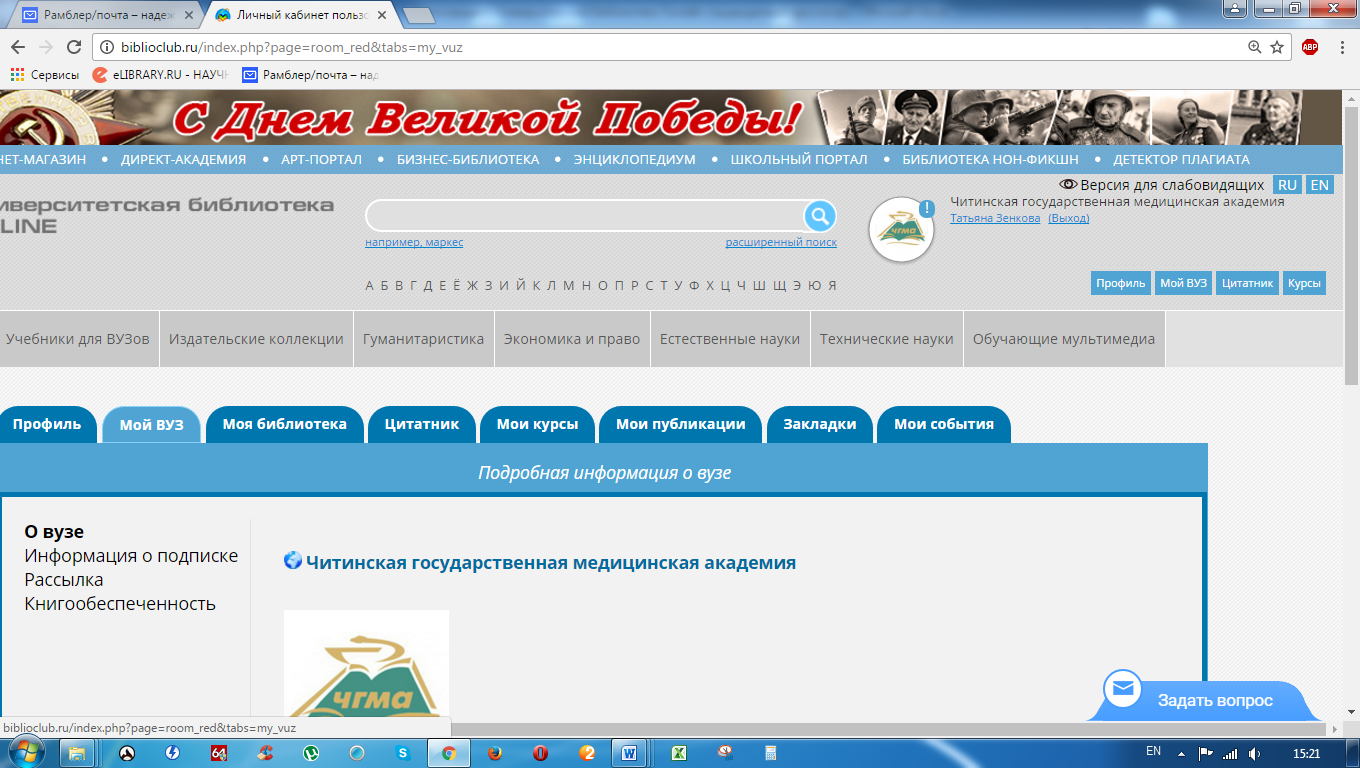 Рамблер/почта – надеж
Личный кабинет пользо
biblioclub.ru/index.php?page=room_red&tabs=my_vuz
ABP
Сервисы
eLIBRARY.RU - НАУЧН
Рамблер/почта – над
С Днем Великой Победы!
НЕТ-МАГАЗИН • ДИРЕКТ-АКАДЕМИЯ • АРТ-ПОРТАЛ • БИЗНЕС-БИБЛИОТЕКА • ЭНЦИКЛОПЕДИУМ • ШКОЛЬНЫЙ ПОРТАЛ • БИБЛИОТЕКА НОН-ФИКШН • ДЕТЕКТОР ПЛАГИАТА
Версия для слабовидящих RU EN
иверситетская библиотека
LINE
например, маркес
расширенный поиск
чгма
!
Читинская государственная медицинская академия
Татьяна Зенкова (Выход)
А Б В Г Д Е Ё Ж З И Й К Л М Н О П Р С Т У Ф Х Ц Ч Ш Щ Э Ю Я
Профиль Мой ВУЗ Цитатник Курсы
Учебники для ВУЗов Издательские коллекции Гуманитаристика Экономика и право Естественные науки Технические науки Обучающие мультимедиа
Профиль Мой ВУЗ Моя библиотека Цитатник Мои курсы Мои публикации Закладки Мои события
Подробная информация о вузе
О вузе
Информация о подписке
Рассылка
Книгообеспеченность
Читинская государственная медицинская академия
чгма
Задать вопрос
biblioclub.ru/index.php?page=room_red&tabs=my_vuz
64
EN
15:21